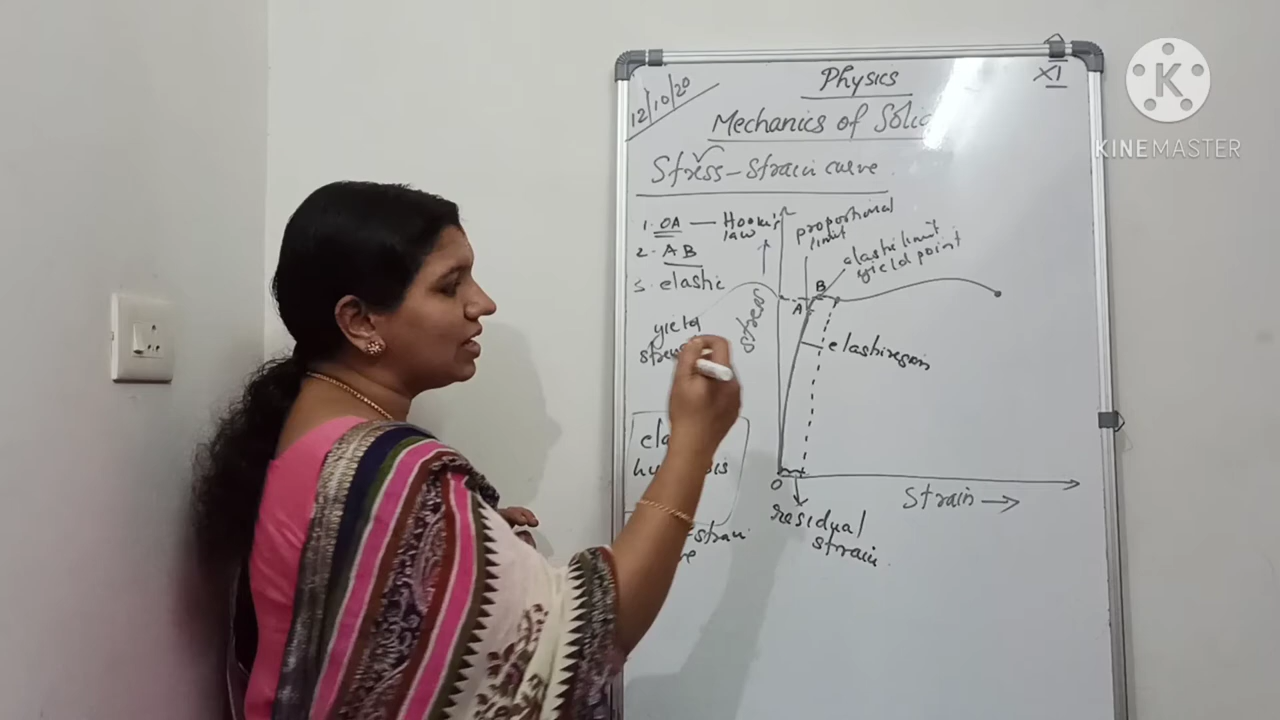 12/10/20
Physics
XI
Mechanics of Solid
Stress - Strain curve
1. OA — Hooke's
law
2. AB
3. elastic
yield
proportional
limit
elastic limit
yield point
B
A
stress
elastic region
O
Strain
residual
strain
KINEMASTER